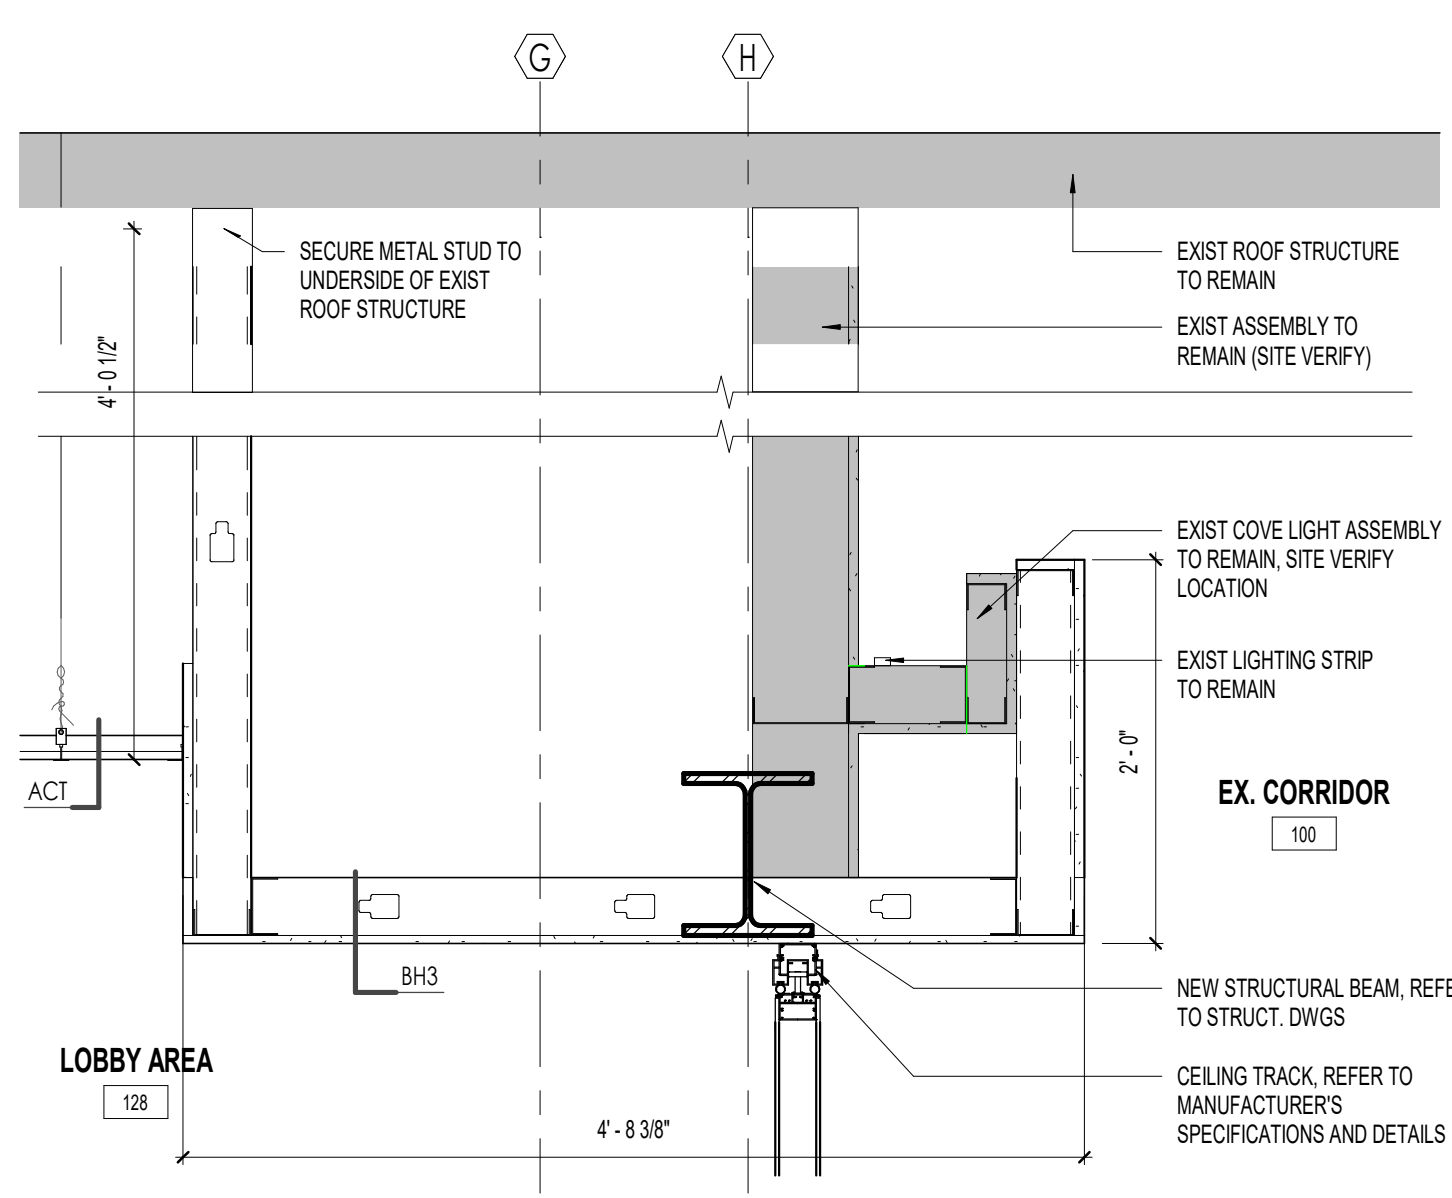 G
H
SECURE METAL STUD TO
UNDERSIDE OF EXIST
ROOF STRUCTURE
EXIST ROOF STRUCTURE
TO REMAIN
EXIST ASSEMBLY TO
REMAIN (SITE VERIFY)
4' - 0 1/2"
EXIST COVE LIGHT ASSEMBLY
TO REMAIN, SITE VERIFY
LOCATION
EXIST LIGHTING STRIP
TO REMAIN
2' - 0"
ACT
EX. CORRIDOR
100
BH3
NEW STRUCTURAL BEAM, REFE
TO STRUCT. DWGS
LOBBY AREA
128
CEILING TRACK, REFER TO
MANUFACTURER'S
SPECIFICATIONS AND DETAILS
4' - 8 3/8"